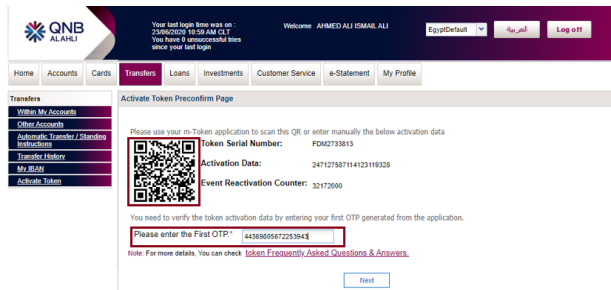 QNB
ALAHLI
Your last login time was on :
23/06/2020 10:59 AM CLT
You have 0 unsuccessful tries
since your last login
Welcome AHMED ALI ISMAIL ALI
EgyptDefault
العربية
Log off
Home Accounts Cards Transfers Loans Investments Customer Service e-Statement My Profile
Transfers
Within My Accounts
Other Accounts
Automatic Transfer / Standing
Instructions
Transfer History
My IBAN
Activate Token
Activate Token Preconfirm Page
Please use your m-Token application to scan this QR or enter manually the below activation data
Token Serial Number: FDM2733813
Activation Data: 247127587114123119328
Event Reactivation Counter: 32172000
You need to verify the token activation data by entering your first OTP generated from the application.
Please enter the First OTP.* 44369805672253943
Note: For more details, You can check token Frequently Asked Questions & Answers.
Next